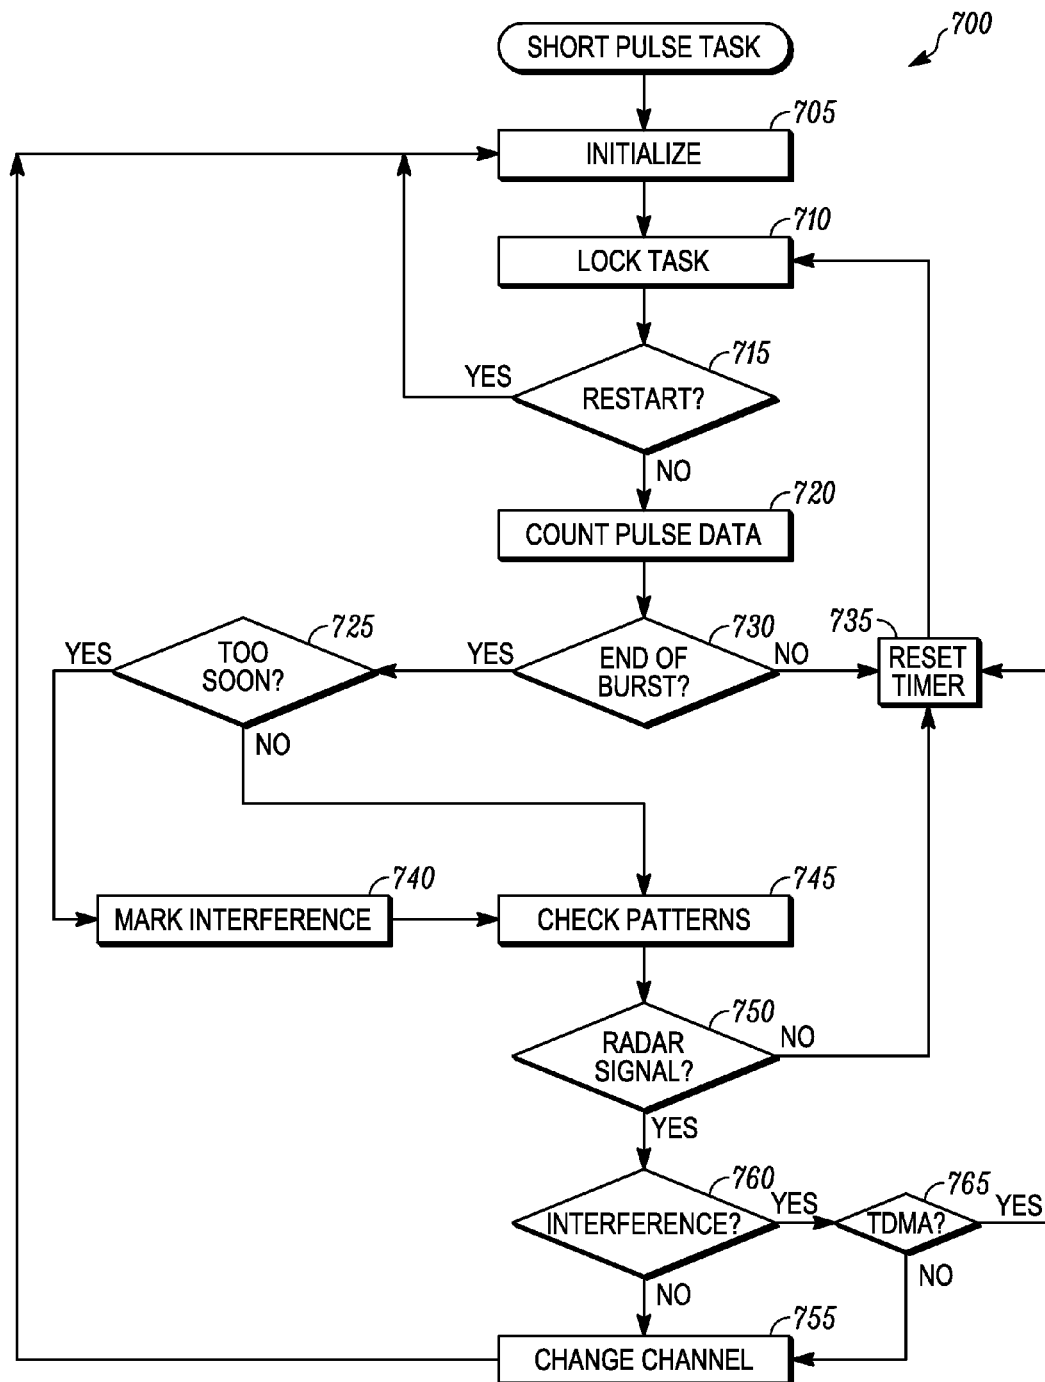 700
SHORT PULSE TASK
705
INITIALIZE
710
LOCK TASK
715
YES
RESTART?
NO
720
COUNT PULSE DATA
725
YES
TOO
SOON?
NO
730
YES
END OF
BURST?
NO
735
RESET
TIMER
740
MARK INTERFERENCE
745
CHECK PATTERNS
750
RADAR
SIGNAL?
NO
YES
760
INTERFERENCE?
YES
NO
765
TDMA?
YES
NO
755
CHANGE CHANNEL